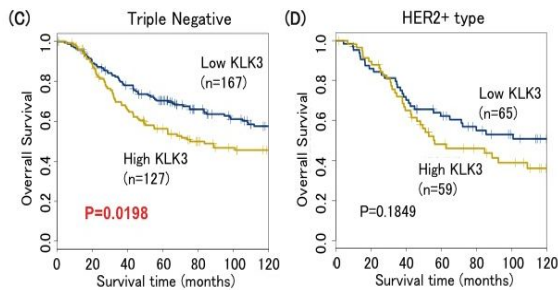 (C) Triple Negative
Overrall Survival
1.0
0.8
0.6
0.4
0.2
0.0
Low KLK3
(n=167)
High KLK3
(n=127)
P=0.0198
0 20 40 60 80 100 120
Survival time (months)
(D) HER2+ type
Overrall Survival
1.0
0.8
0.6
0.4
0.2
0.0
Low KLK3
(n=65)
High KLK3
(n=59)
P=0.1849
0 20 40 60 80 100 120
Survival time (months)